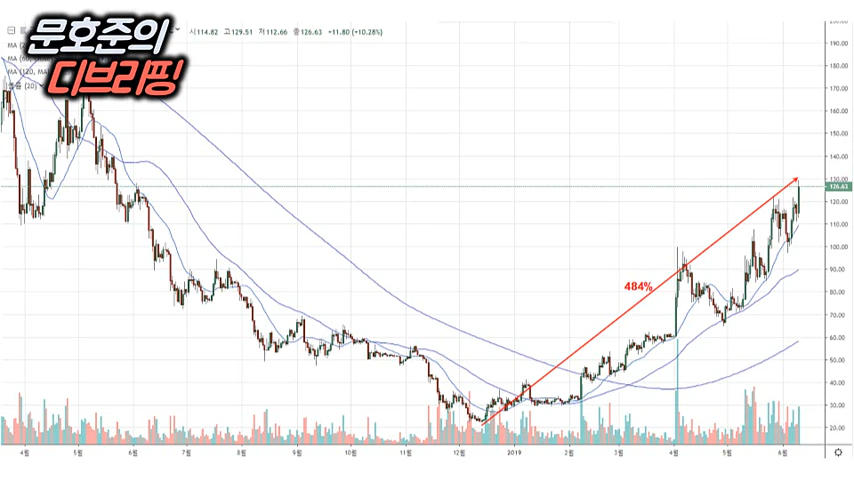 문호준의
디브리핑
시114.82 고129.51 저112.66 종126.63 +11.80 (+10.28%)
MA (2
MA (60
MA (120, MA
볼륨 (20)
200.00
190.00
180.00
170.00
160.00
150.00
140.00
130.00
126.63
120.00
110.00
100.00
90.00
80.00
70.00
60.00
50.00
40.00
30.00
20.00
484%
4월 5월 6월 7월 8월 9월 10월 11월 12월 2019 2월 3월 4월 5월 6월